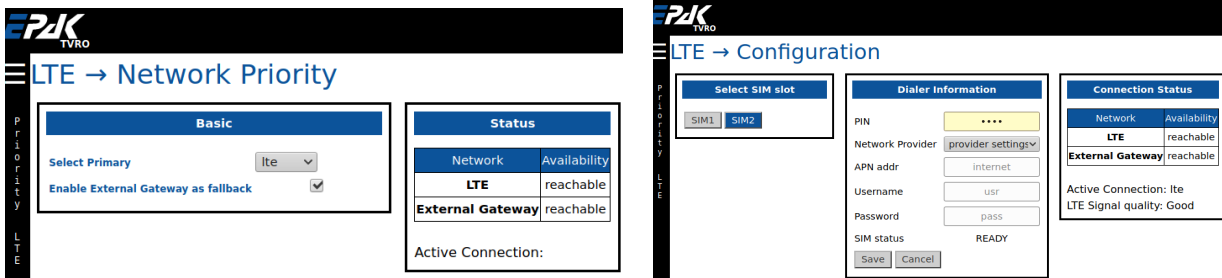 EPAK
TVRO
LTE → Network Priority
Priority LTE
Basic
Select Primary lte
Enable External Gateway as fallback
Status
Network Availability
LTE reachable
External Gateway reachable
Active Connection:
EPAK
TVRO
LTE → Configuration
Priority LTE
Select SIM slot
SIM1 SIM2
Dialer Information
PIN ••••
Network Provider provider settings
APN addr internet
Username usr
Password pass
SIM status READY
Save Cancel
Connection Status
Network Availability
LTE reachable
External Gateway reachable
Active Connection: lte
LTE Signal quality: Good